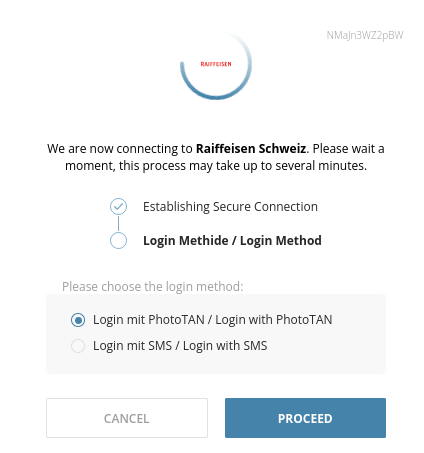 NMaJn3WZ2pBW
RAIFFEISEN
We are now connecting to Raiffeisen Schweiz. Please wait a
moment, this process may take up to several minutes.
Establishing Secure Connection
Login Methide / Login Method
Please choose the login method:
Login mit PhotoTAN / Login with PhotoTAN
Login mit SMS / Login with SMS
CANCEL
PROCEED